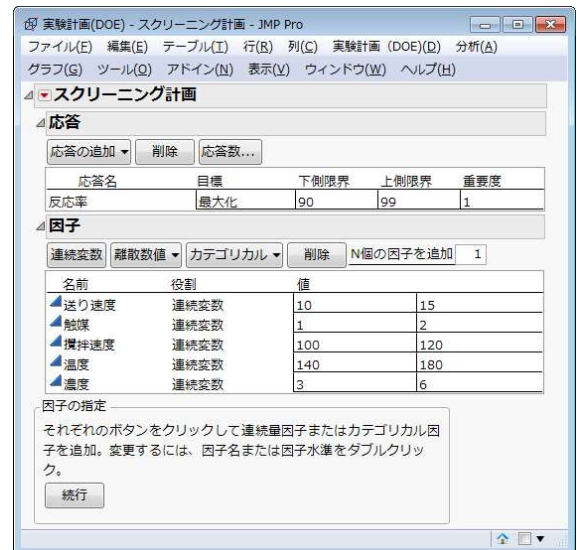 実験計画(DOE) - スクリーニング計画 - JMP Pro
ファイル(F) 編集(E) テーブル(T) 行(R) 列(C) 実験計画 (DOE)(D) 分析(A)
グラフ(G) ツール(O) アドイン(N) 表示(V) ウィンドウ(W) ヘルプ(H)
スクリーニング計画
応答
応答の追加 削除 応答数...
応答名 目標 下側限界 上側限界 重要度
反応率 最大化 90 99 1
因子
連続変数 離散数値 カテゴリカル 削除 N個の因子を追加 1
名前 役割 値
送り速度 連続変数 10 15
触媒 連続変数 1 2
攪拌速度 連続変数 100 120
温度 連続変数 140 180
濃度 連続変数 3 6
因子の指定
それぞれのボタンをクリックして連続量因子またはカテゴリカル因
子を追加。変更するには、因子名または因子水準をダブルクリッ
ク。
続行